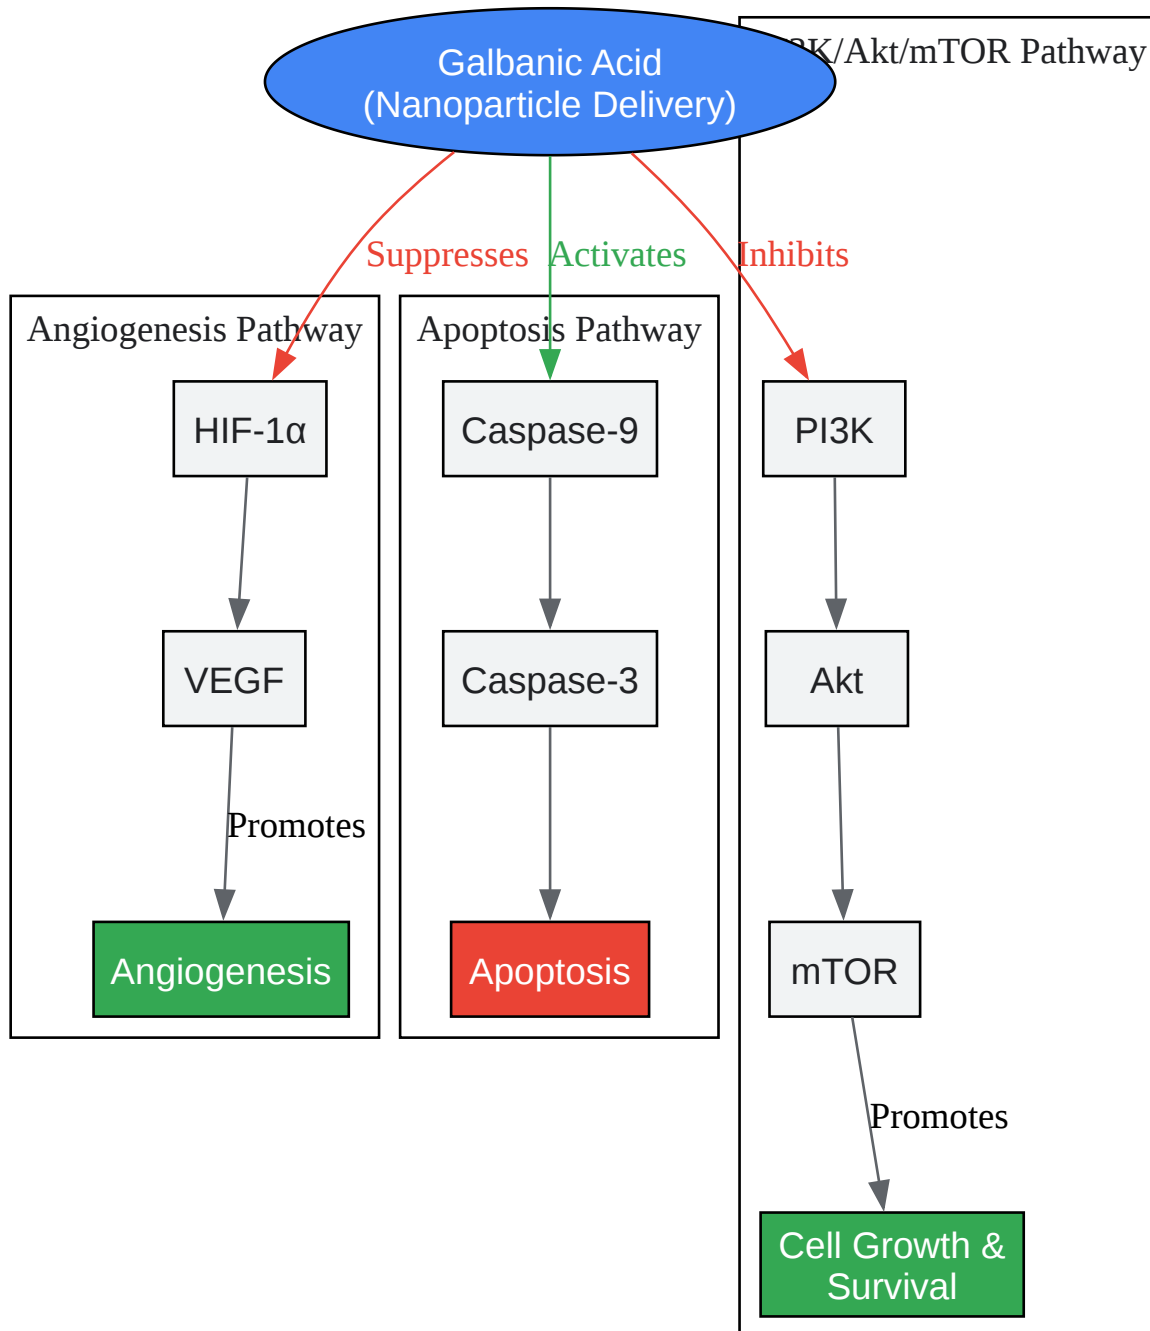 Galbanic Acid
(Nanoparticle Delivery)
K/Akt/mTOR Pathway
Suppresses
Activates
Inhibits
Angiogenesis Pathway
Apoptosis Pathway
HIF-1α
Caspase-9
PI3K
VEGF
Caspase-3
Akt
Promotes
Angiogenesis
Apoptosis
mTOR
Promotes
Cell Growth &
Survival